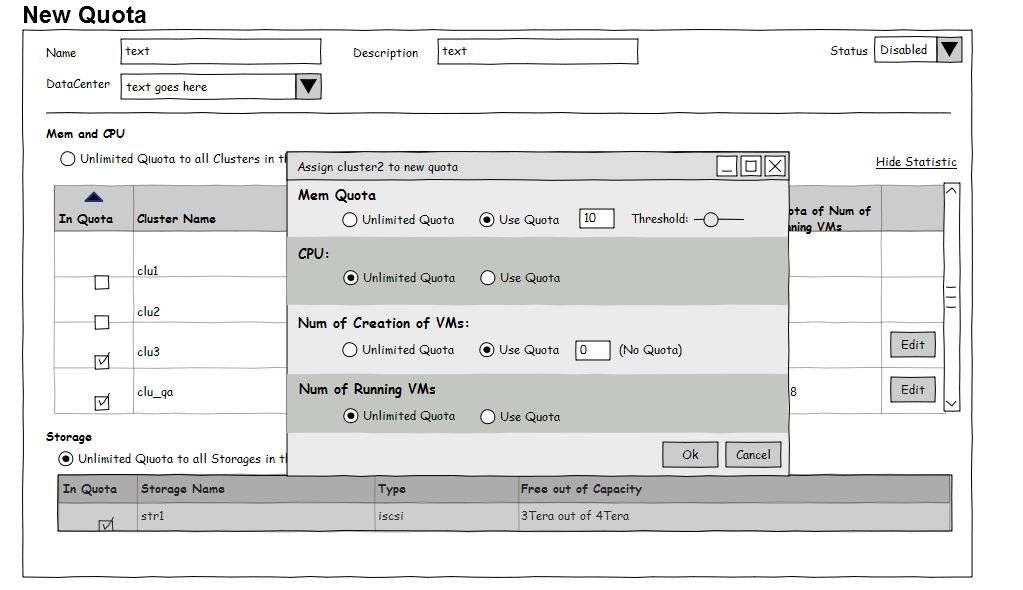 New Quota
Name text Description text Status Disabled
DataCenter text goes here
Mem and CPU
Unlimited Qiuota to all Clusters in th
Hide Statistic
In Quota Cluster Name ota of Num of
ning VMs
clu1
clu2
clu3 Edit
clu_qa 8 Edit
Assign cluster2 to new quota
Mem Quota
Unlimited Quota Use Quota 10 Threshold:
CPU:
Unlimited Quota Use Quota
Num of Creation of VMs:
Unlimited Quota Use Quota 0 (No Quota)
Num of Running VMs
Unlimited Quota Use Quota
Ok Cancel
Storage
Unlimited Qiuota to all Storages in th
In Quota Storage Name Type Free out of Capacity
str1 iscsi 3Tera out of 4Tera